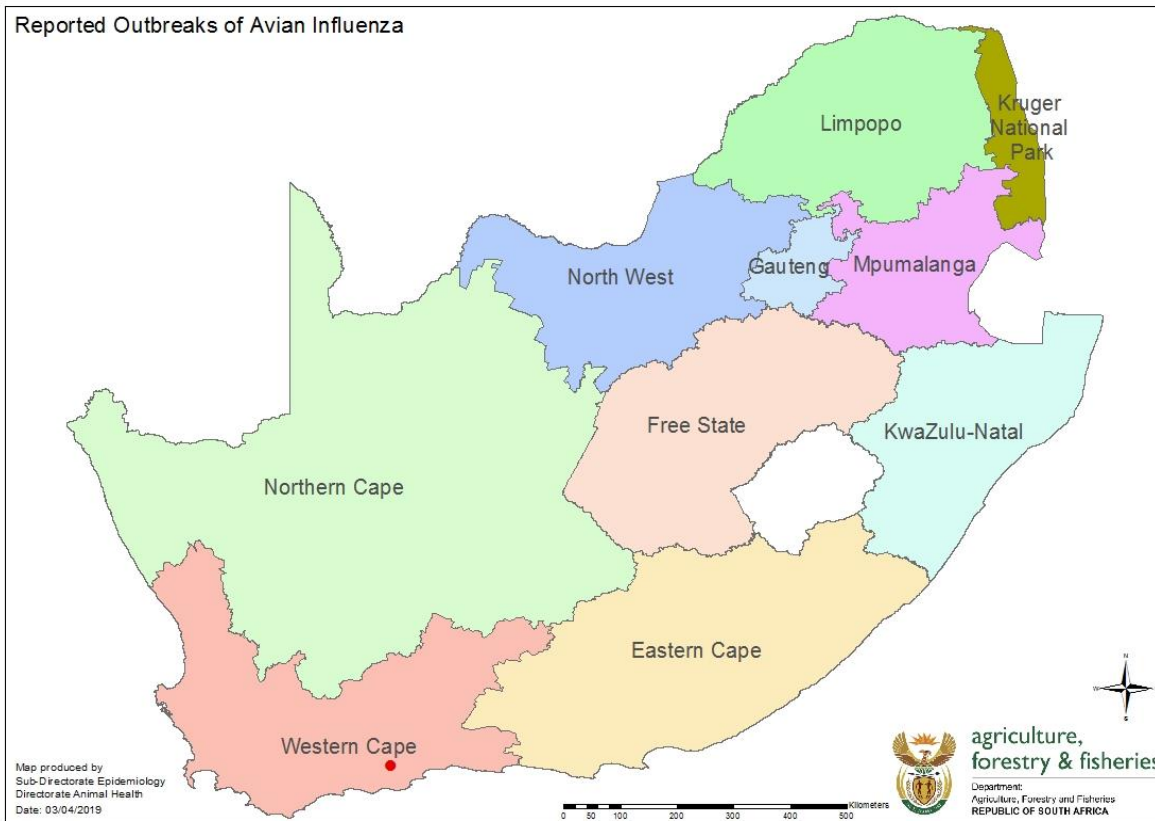 Reported Outbreaks of Avian Influenza
Limpopo
Kruger
National
Park
North West
Gauteng
Mpumalanga
Free State
KwaZulu-Natal
Northern Cape
Eastern Cape
Western Cape
N
W
S
Map produced by
Sub-Directorate Epidemiology
Directorate Animal Health
Date: 03/04/2019
Kilometers
0 50 100 200 300 400 500
agriculture,
forestry & fisheries
Department:
Agriculture, Forestry and Fisheries
REPUBLIC OF SOUTH AFRICA